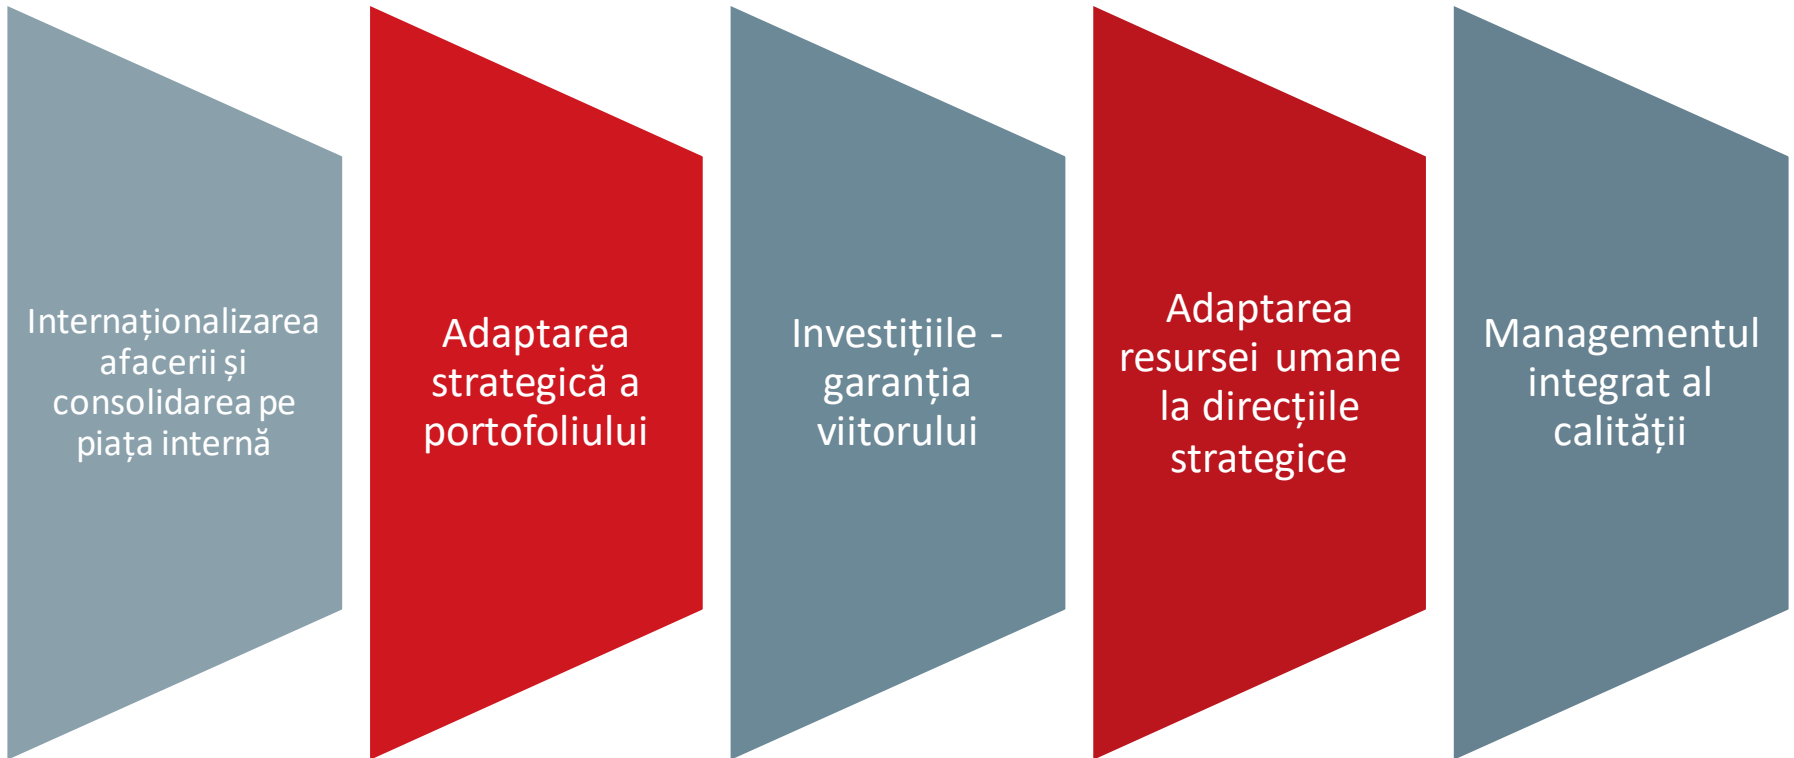 Internaționalizarea
afacerii și
consolidarea pe
piața internă
Adaptarea
strategică a
portofoliului
Investițiile -
garanția
viitorului
Adaptarea
resursei umane
la direcțiile
strategice
Managementul
integrat al
calității